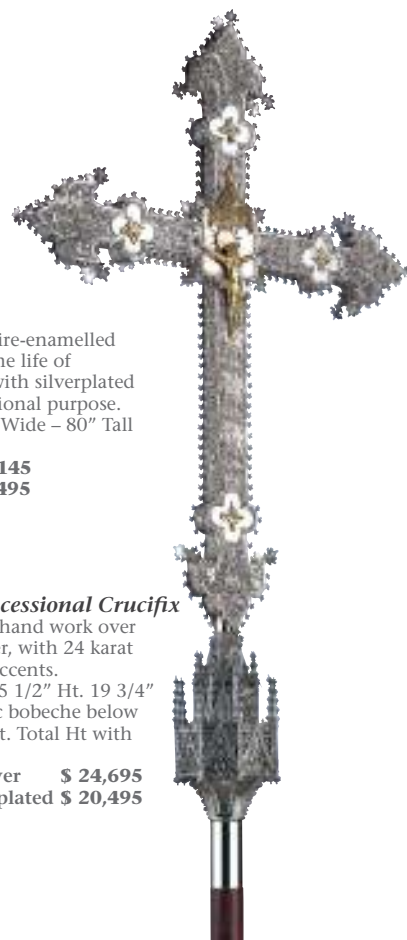 ire-enamelled
he life of
with silverplated
ional purpose.
Wide – 80” Tall
145
495
cessional Crucifix
hand work over
r, with 24 karat
ccents.
5 1/2” Ht. 19 3/4”
c bobeche below
t. Total Ht with
ver $ 24,695
plated $ 20,495